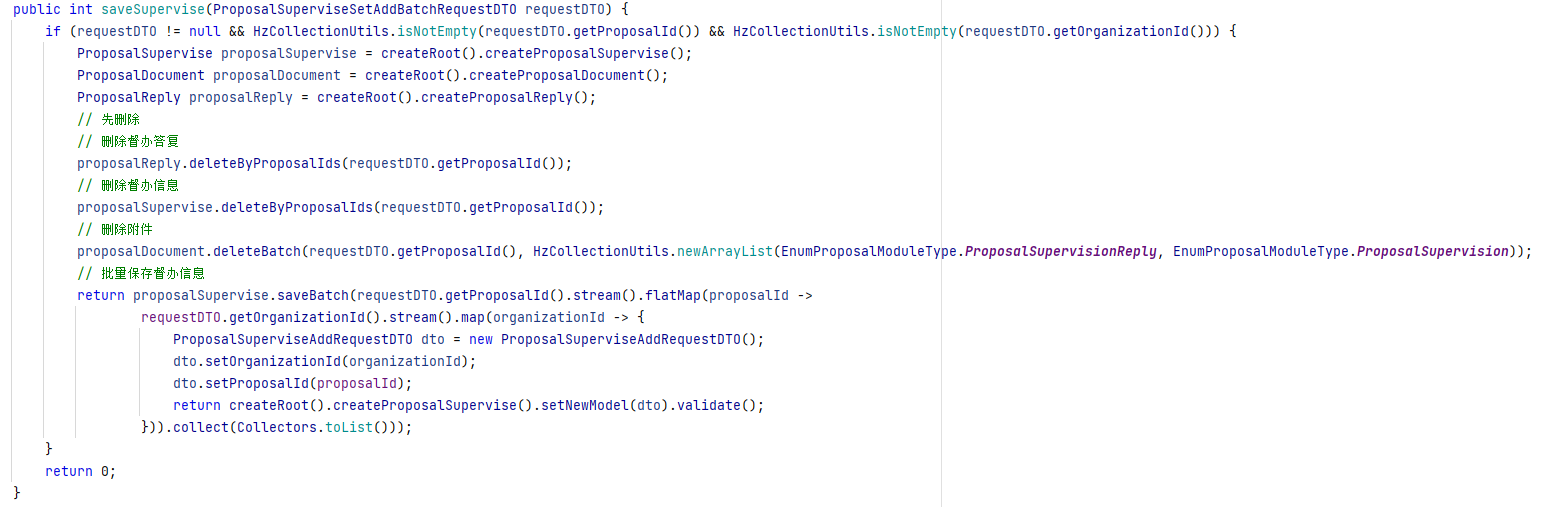 public int saveSupervise(ProposalSuperviseSetAddBatchRequestDTO requestDTO) {
    if (requestDTO != null && HzCollectionUtils.isNotEmpty(requestDTO.getProposalId()) && HzCollectionUtils.isNotEmpty(requestDTO.getOrganizationId())) {
        ProposalSupervise proposalSupervise = createRoot().createProposalSupervise();
        ProposalDocument proposalDocument = createRoot().createProposalDocument();
        ProposalReply proposalReply = createRoot().createProposalReply();
        // 先删除
        // 删除督办答复
        proposalReply.deleteByProposalIds(requestDTO.getProposalId());
        // 删除督办信息
        proposalSupervise.deleteByProposalIds(requestDTO.getProposalId());
        // 删除附件
        proposalDocument.deleteBatch(requestDTO.getProposalId(), HzCollectionUtils.newArrayList(EnumProposalModuleType.ProposalSupervisionReply, EnumProposalModuleType.ProposalSupervision));
        // 批量保存督办信息
        return proposalSupervise.saveBatch(requestDTO.getProposalId().stream().flatMap(proposalId ->
                requestDTO.getOrganizationId().stream().map(organizationId -> {
                    ProposalSuperviseAddRequestDTO dto = new ProposalSuperviseAddRequestDTO();
                    dto.setOrganizationId(organizationId);
                    dto.setProposalId(proposalId);
                    return createRoot().createProposalSupervise().setNewModel(dto).validate();
                })).collect(Collectors.toList()));
    }
    return 0;
}